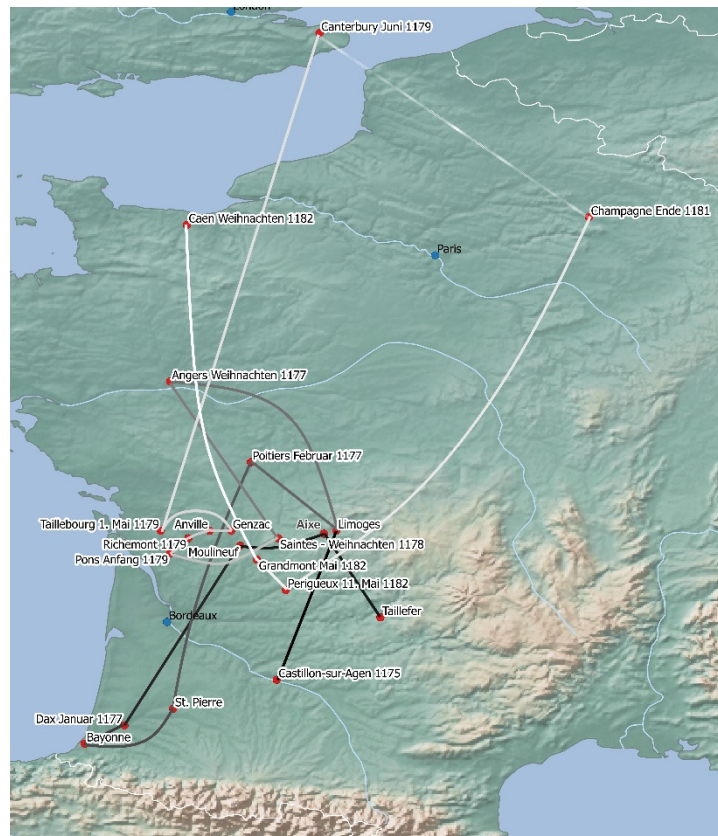 London
Canterbury Juni 1179
Caen Weihnachten 1182
Champagne Ende 1181
Paris
Angers Weihnachten 1177
Poitiers Februar 1177
Taillebourg 1. Mai 1179
Anville
Genzac
Aixe
Limoges
Richemont 1179
Moulineuf
Saintes - Weihnachten 1178
Pons Anfang 1179
Grandmont Mai 1182
Perigueux 11. Mai 1182
Bordeaux
Taillefer
Castillon-sur-Agen 1175
St. Pierre
Dax Januar 1177
Bayonne